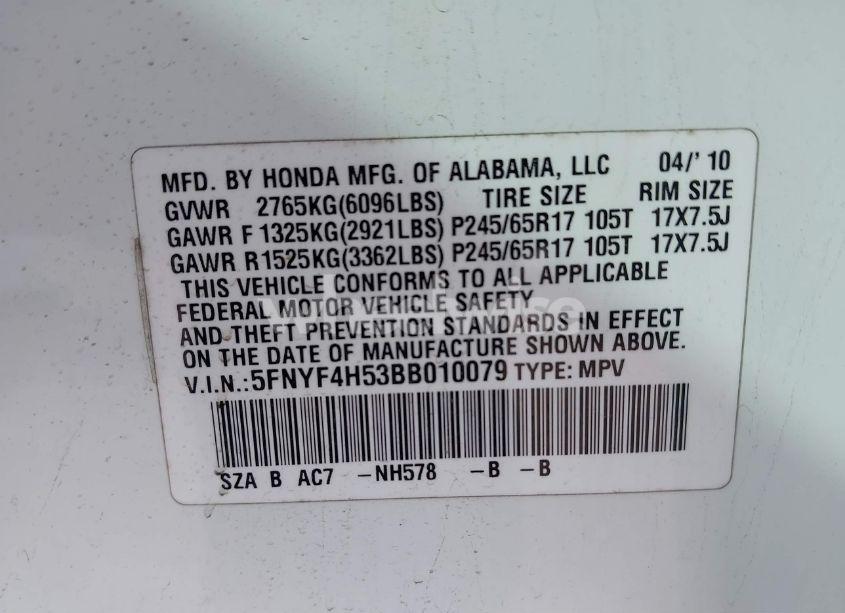 MFD. BY HONDA MFG. OF ALABAMA, LLC 04/' 10
GVWR 2765KG(6096LBS) TIRE SIZE RIM SIZE
GAWR F 1325KG(2921LBS) P245/65R17 105T 17X7.5J
GAWR R1525KG(3362LBS) P245/65R17 105T 17X7.5J
THIS VEHICLE CONFORMS TO ALL APPLICABLE
FEDERAL MOTOR VEHICLE SAFETY
AND THEFT PREVENTION STANDARDS IN EFFECT
ON THE DATE OF MANUFACTURE SHOWN ABOVE.
V.I.N.:5FNYF4H53BB010079 TYPE: MPV
SZA B AC7 -NH578 -B -B